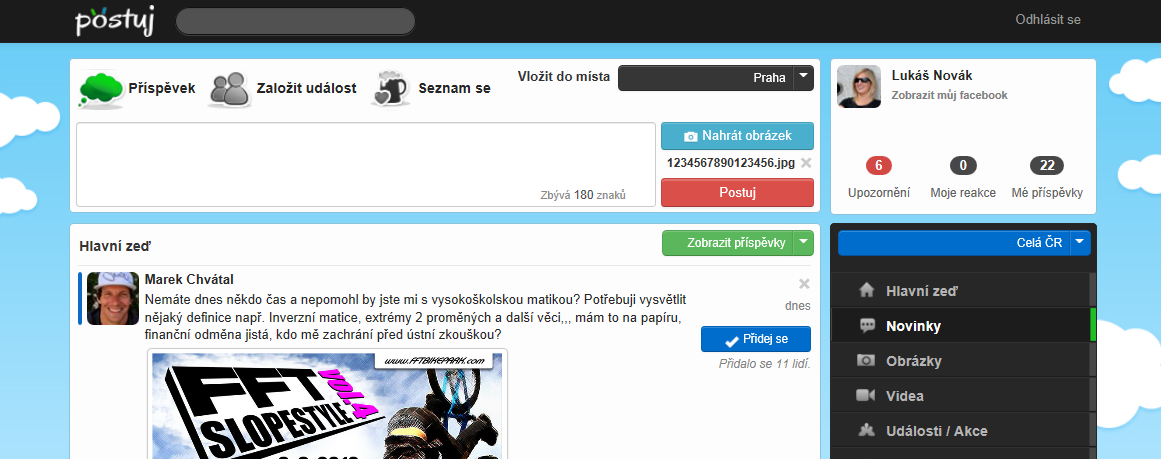 postuj
Odhlásit se
Příspěvek
Založit událost
Seznam se
Vložit do místa
Praha
Nahrát obrázek
1234567890123456.jpg
Zbývá 180 znaků
Postuj
Lukáš Novák
Zobrazit můj facebook
6
0
22
Upozornění
Moje reakce
Mé příspěvky
Hlavní zeď
Zobrazit příspěvky
Marek Chvátal
Nemáte dnes někdo čas a nepomohl by jste mi s vysokoškolskou matikou? Potřebuji vysvětlit
nějaký definice např. Inverzní matice, extrémy 2 proměných a další věci,,, mám to na papíru,
finanční odměna jistá, kdo mě zachrání před ústní zkouškou?
dnes
Přidej se
Přidalo se 11 lidí.
www.FFTBIKEPARK.com
FFT
VOL.4
SLOPESTYLE
Celá ČR
Hlavní zeď
Novinky
Obrázky
Videa
Události / Akce